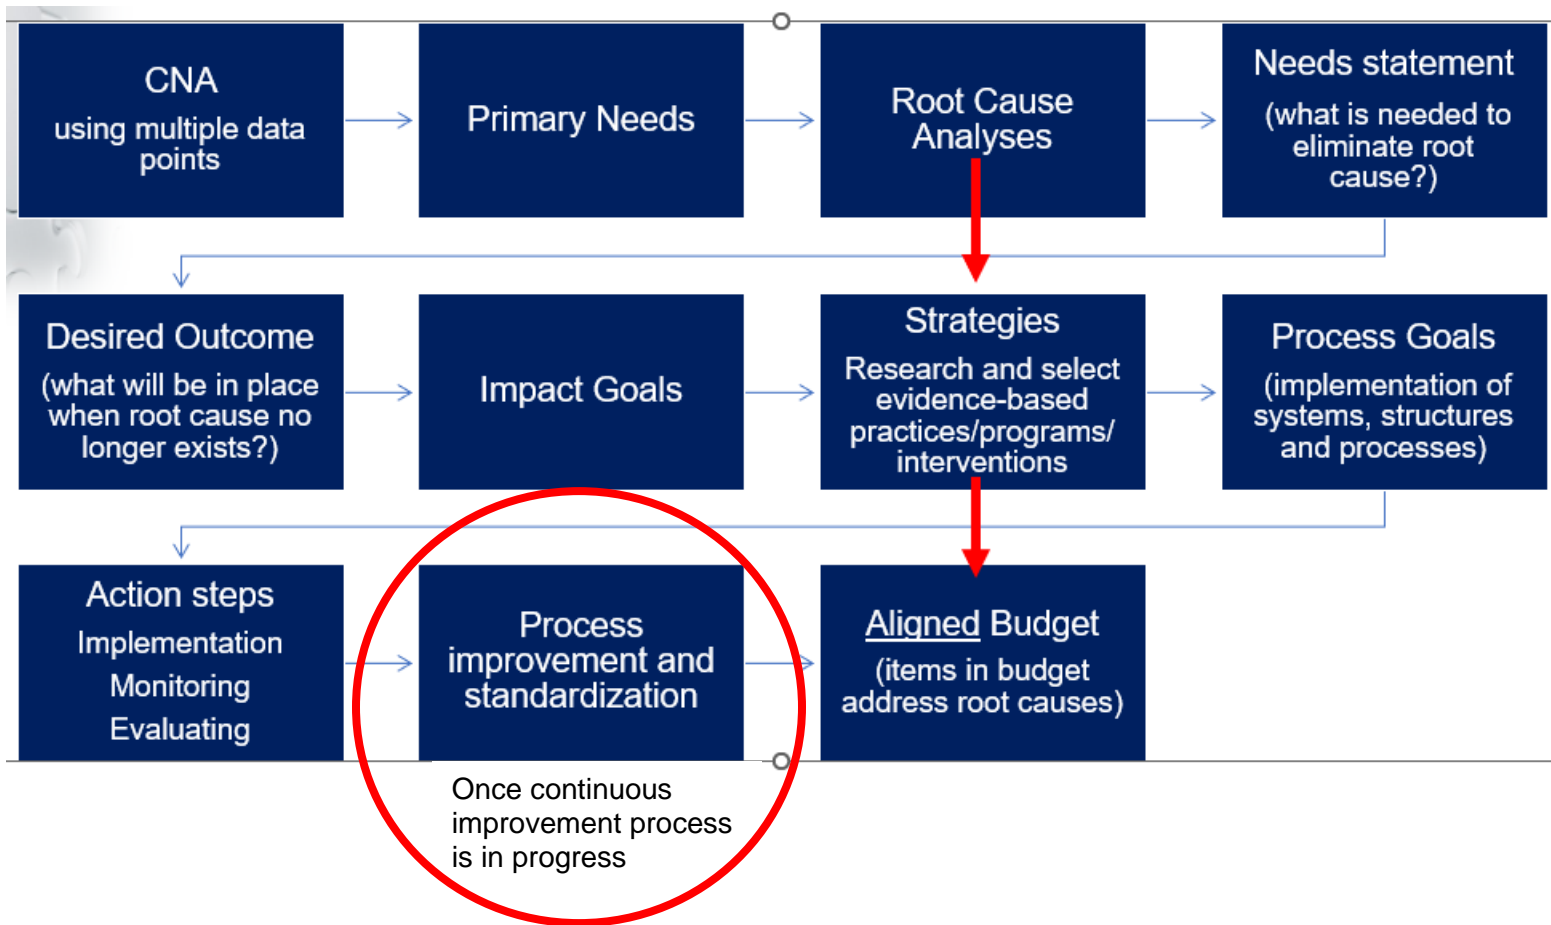 CNA
using multiple data
points
Primary Needs
Root Cause
Analyses
Needs statement
(what is needed to
eliminate root
cause?)
Desired Outcome
(what will be in place
when root cause no
longer exists?)
Impact Goals
Strategies
Research and select
evidence-based
practices/programs/
interventions
Process Goals
(implementation of
systems, structures
and processes)
Action steps
Implementation
Monitoring
Evaluating
Process
improvement and
standardization
Aligned Budget
(items in budget
address root causes)
Once continuous
improvement process
is in progress